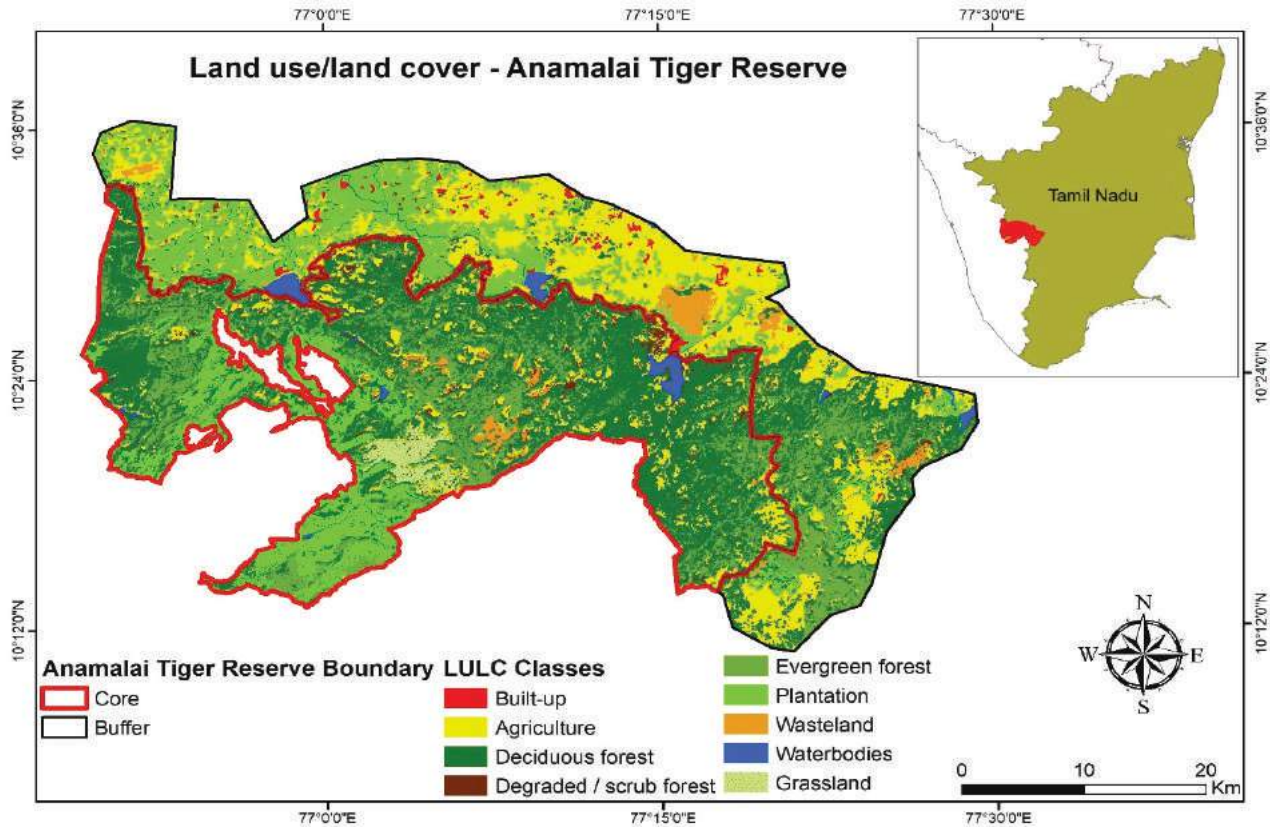 77°0'0"E
77°15'0"E
77°30'0"E
Land use/land cover - Anamalai Tiger Reserve
10°36'0"N
10°36'0"N
Tamil Nadu
10°24'0"N
10°24'0"N
10°12'0"N
10°12'0"N
N
W
E
S
Anamalai Tiger Reserve Boundary
Core
Buffer
LULC Classes
Built-up
Agriculture
Deciduous forest
Degraded / scrub forest
Evergreen forest
Plantation
Wasteland
Waterbodies
Grassland
0 10 20
Km
77°0'0"E
77°15'0"E
77°30'0"E